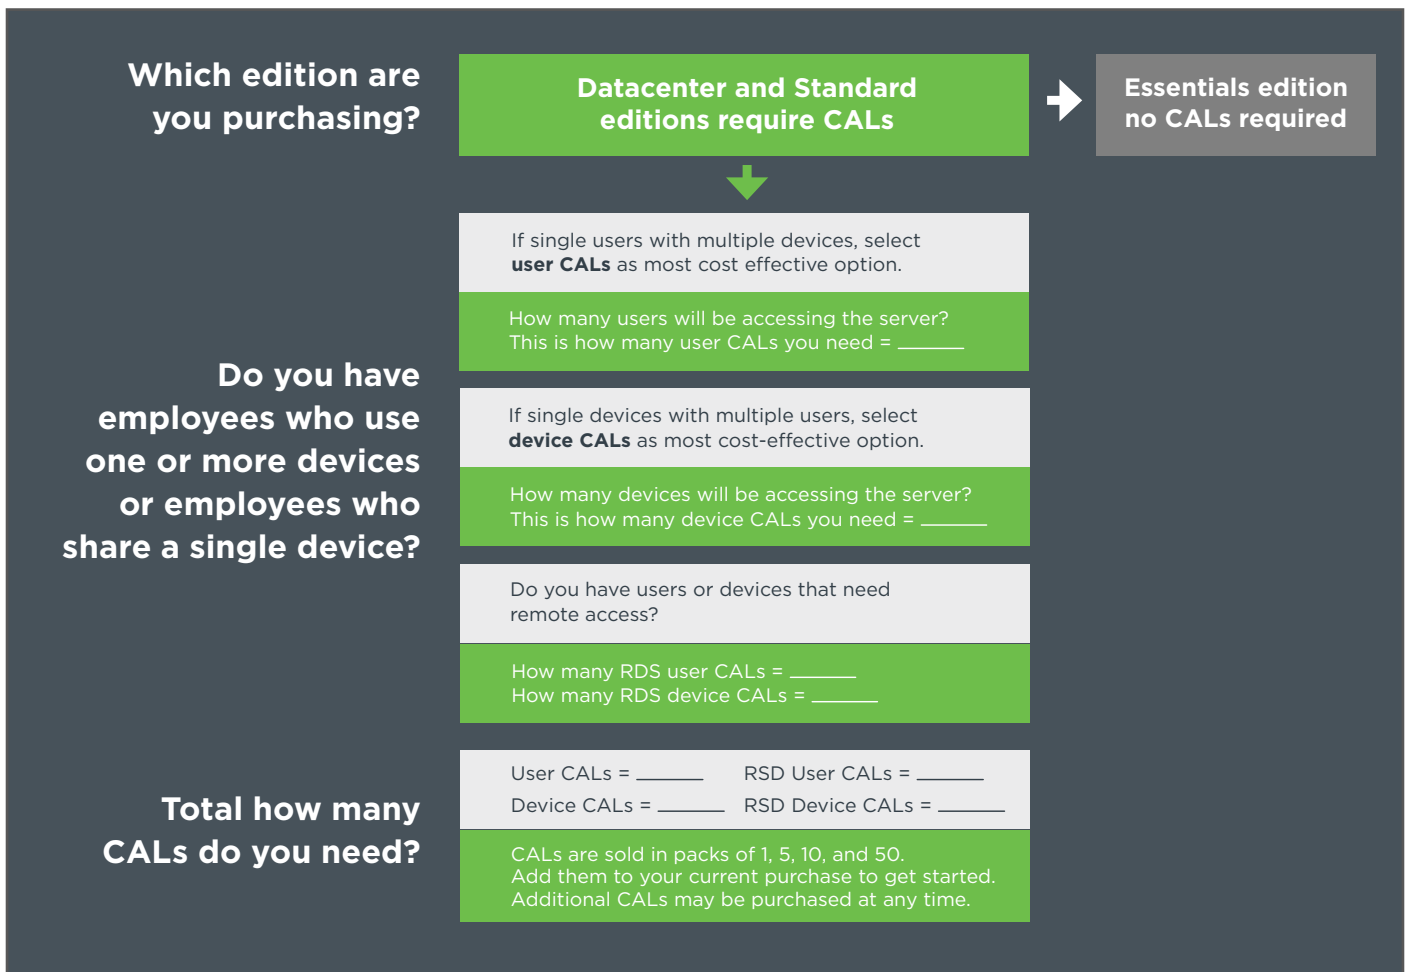 Which edition are
you purchasing?
Datacenter and Standard
editions require CALs
Essentials edition
no CALs required
If single users with multiple devices, select
user CALs as most cost effective option.
How many users will be accessing the server?
This is how many user CALs you need = ______
Do you have
employees who use
one or more devices
or employees who
share a single device?
If single devices with multiple users, select
device CALs as most cost-effective option.
How many devices will be accessing the server?
This is how many device CALs you need = ______
Do you have users or devices that need
remote access?
How many RDS user CALs = ______
How many RDS device CALs = ______
Total how many
CALs do you need?
User CALs = ______ RSD User CALs = ______
Device CALs = ______ RSD Device CALs = ______
CALs are sold in packs of 1, 5, 10, and 50.
Add them to your current purchase to get started.
Additional CALs may be purchased at any time.